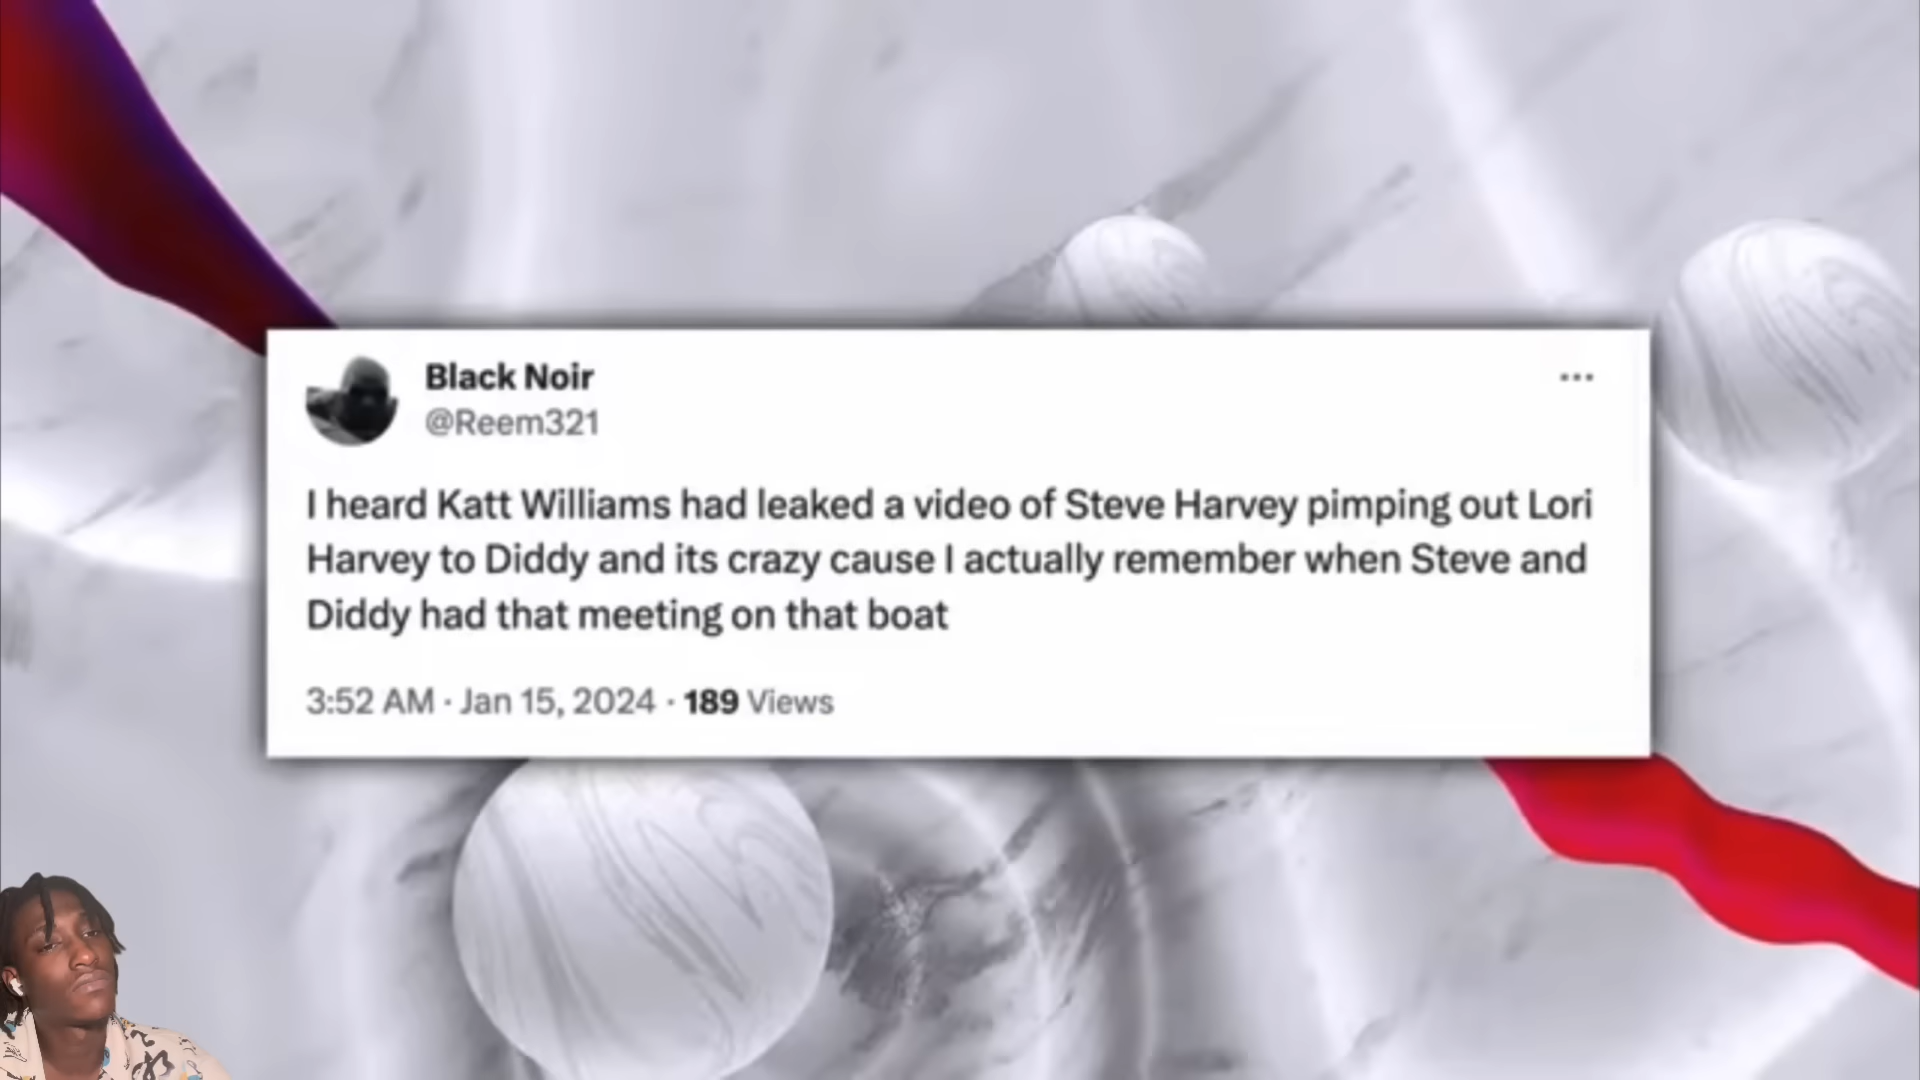 Black Noir
@Reem321
I heard Katt Williams had leaked a video of Steve Harvey pimping out Lori
Harvey to Diddy and its crazy cause I actually remember when Steve and
Diddy had that meeting on that boat
3:52 AM · Jan 15, 2024 · 189 Views